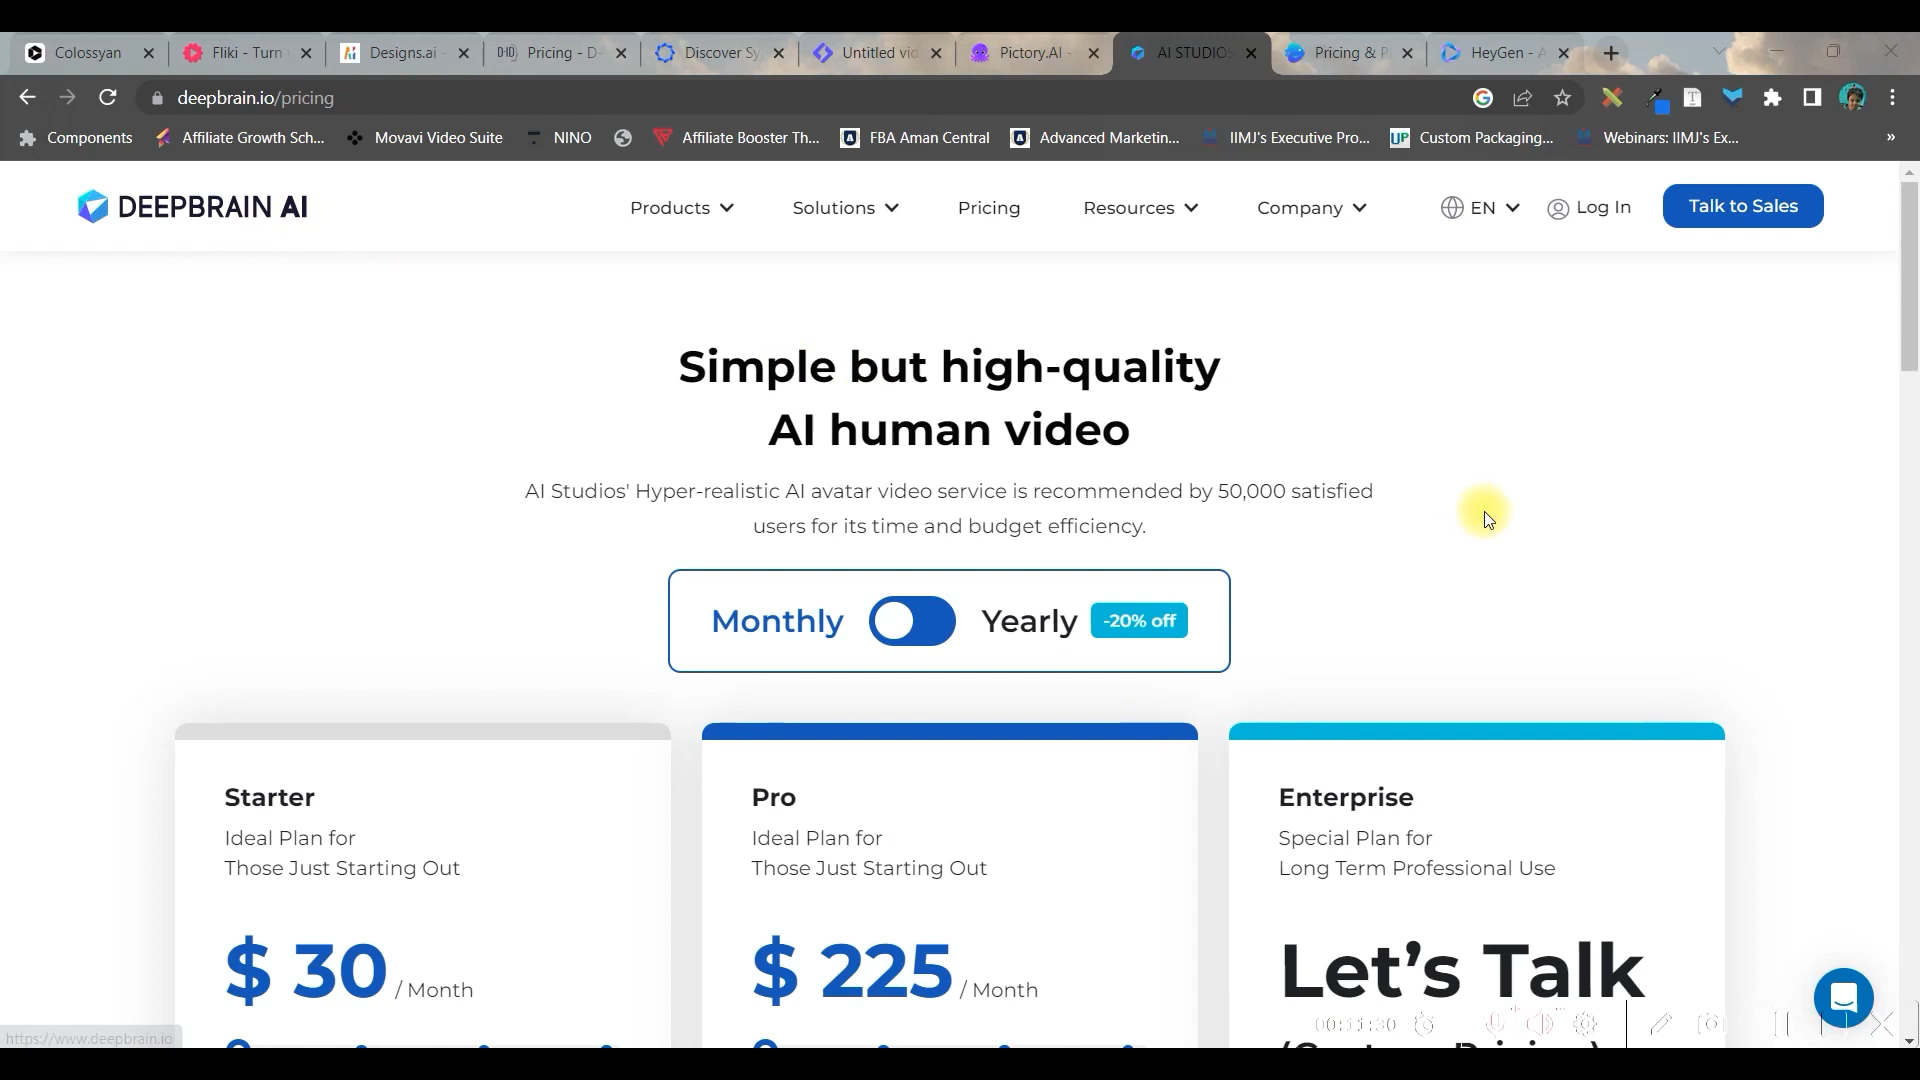 Colossyan
Fliki - Turn
Designs.ai -
Pricing - D-
Discover Sy
Untitled vid
Pictory.AI -
AI STUDIOS
Pricing & P
HeyGen - A
deepbrain.io/pricing
Components
Affiliate Growth Sch...
Movavi Video Suite
NINO
Affiliate Booster Th...
FBA Aman Central
Advanced Marketin...
IIMJ's Executive Pro...
UP
Custom Packaging...
Webinars: IIMJ's Ex...
»
DEEPBRAIN AI
Products
Solutions
Pricing
Resources
Company
EN
Log In
Talk to Sales
Simple but high-quality
AI human video
AI Studios' Hyper-realistic AI avatar video service is recommended by 50,000 satisfied
users for its time and budget efficiency.
Monthly
Yearly
-20% off
Starter
Ideal Plan for
Those Just Starting Out
$ 30 / Month
Pro
Ideal Plan for
Those Just Starting Out
$ 225 / Month
Enterprise
Special Plan for
Long Term Professional Use
Let's Talk
00:11:30
https://www.deepbrain.io